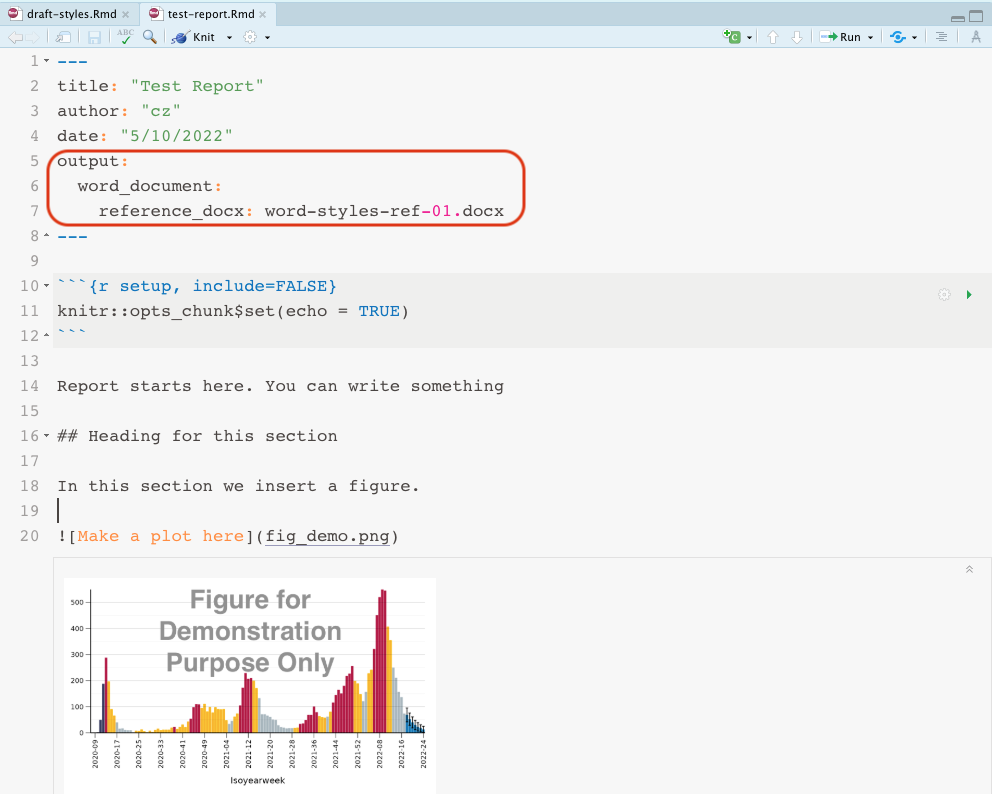 draft-styles.Rmd × test-report.Rmd ×
ABC Knit C Run A
1 ---
2 title: "Test Report"
3 author: "cz"
4 date: "5/10/2022"
5 output:
6 word_document:
7 reference_docx: word-styles-ref-01.docx
8 ---
9
10 ```{r setup, include=FALSE}
11 knitr::opts_chunk$set(echo = TRUE)
12 ```
13
14 Report starts here. You can write something
15
16 ## Heading for this section
17
18 In this section we insert a figure.
19
20 ![Make a plot here](fig_demo.png)
Figure for
Demonstration
Purpose Only
500
400
300
200
100
0
2020-09 2020-17 2020-25 2020-33 2020-41 2020-49 2021-04 2021-12 2021-20 2021-28 2021-36 2021-44 2021-52 2022-08 2022-16 2022-24
Isoyearweek